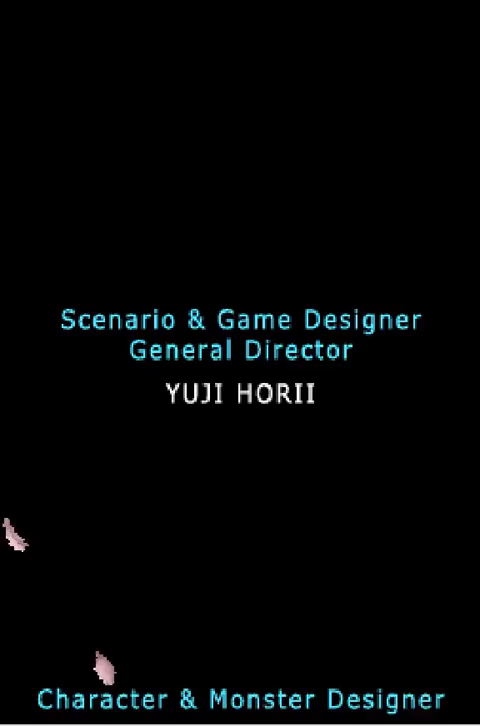 Scenario & Game Designer
General Director
YUJI HORII
Character & Monster Designer